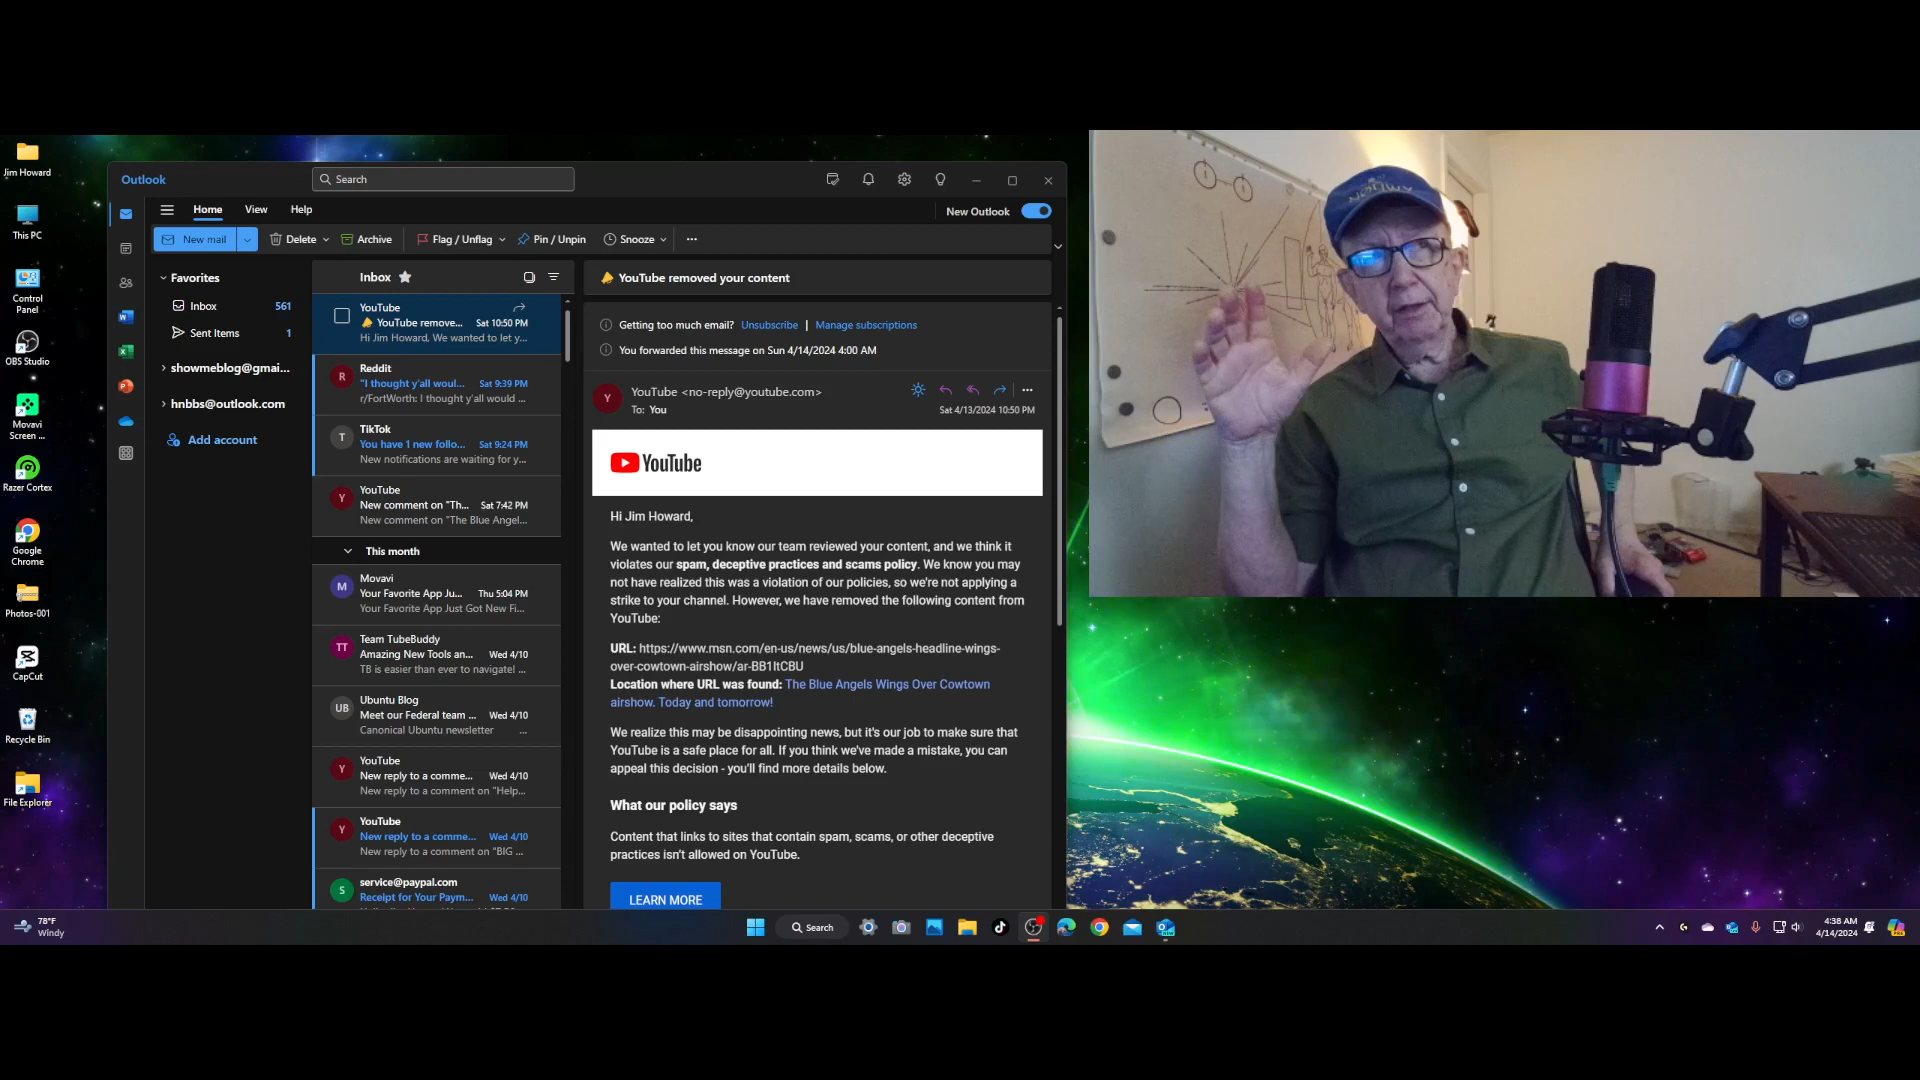 Jim Howard
This PC
Control
Panel
OBS Studio
Movavi
Screen ...
Razer Cortex
Google
Chrome
Photos-001
CapCut
Recycle Bin
File Explorer
Outlook
Search
Home
View
Help
New Outlook
New mail
Delete
Archive
Flag / Unflag
Pin / Unpin
Snooze
...
Favorites
Inbox 561
Sent Items 1
showmeblog@gmai...
hnbbs@outlook.com
Add account
Inbox
YouTube
YouTube remove... Sat 10:50 PM
Hi Jim Howard, We wanted to let y...
R
Reddit
"I thought y'all woul... Sat 9:39 PM
r/FortWorth: I thought y'all would ...
T
TikTok
You have 1 new follo... Sat 9:24 PM
New notifications are waiting for y...
Y
YouTube
New comment on "Th... Sat 7:42 PM
New comment on "The Blue Angel...
This month
M
Movavi
Your Favorite App Ju... Thu 5:04 PM
Your Favorite App Just Got New Fi...
TT
Team TubeBuddy
Amazing New Tools an... Wed 4/10
TB is easier than ever to navigate! ...
UB
Ubuntu Blog
Meet our Federal team ... Wed 4/10
Canonical Ubuntu newsletter ...
Y
YouTube
New reply to a comme... Wed 4/10
New reply to a comment on "Help...
Y
YouTube
New reply to a comme... Wed 4/10
New reply to a comment on "BIG ...
S
service@paypal.com
Receipt for Your Paym... Wed 4/10
YouTube removed your content
Getting too much email? Unsubscribe | Manage subscriptions
You forwarded this message on Sun 4/14/2024 4:00 AM
Y
YouTube <no-reply@youtube.com>
To: You
Sat 4/13/2024 10:50 PM
YouTube
Hi Jim Howard,
We wanted to let you know our team reviewed your content, and we think it
violates our spam, deceptive practices and scams policy. We know you may
not have realized this was a violation of our policies, so we're not applying a
strike to your channel. However, we have removed the following content from
YouTube:
URL: https://www.msn.com/en-us/news/us/blue-angels-headline-wings-
over-cowtown-airshow/ar-BB1ltCBU
Location where URL was found: The Blue Angels Wings Over Cowtown
airshow. Today and tomorrow!
We realize this may be disappointing news, but it's our job to make sure that
YouTube is a safe place for all. If you think we've made a mistake, you can
appeal this decision - you'll find more details below.
What our policy says
Content that links to sites that contain spam, scams, or other deceptive
practices isn't allowed on YouTube.
LEARN MORE
78°F
Windy
Search
4:38 AM
4/14/2024